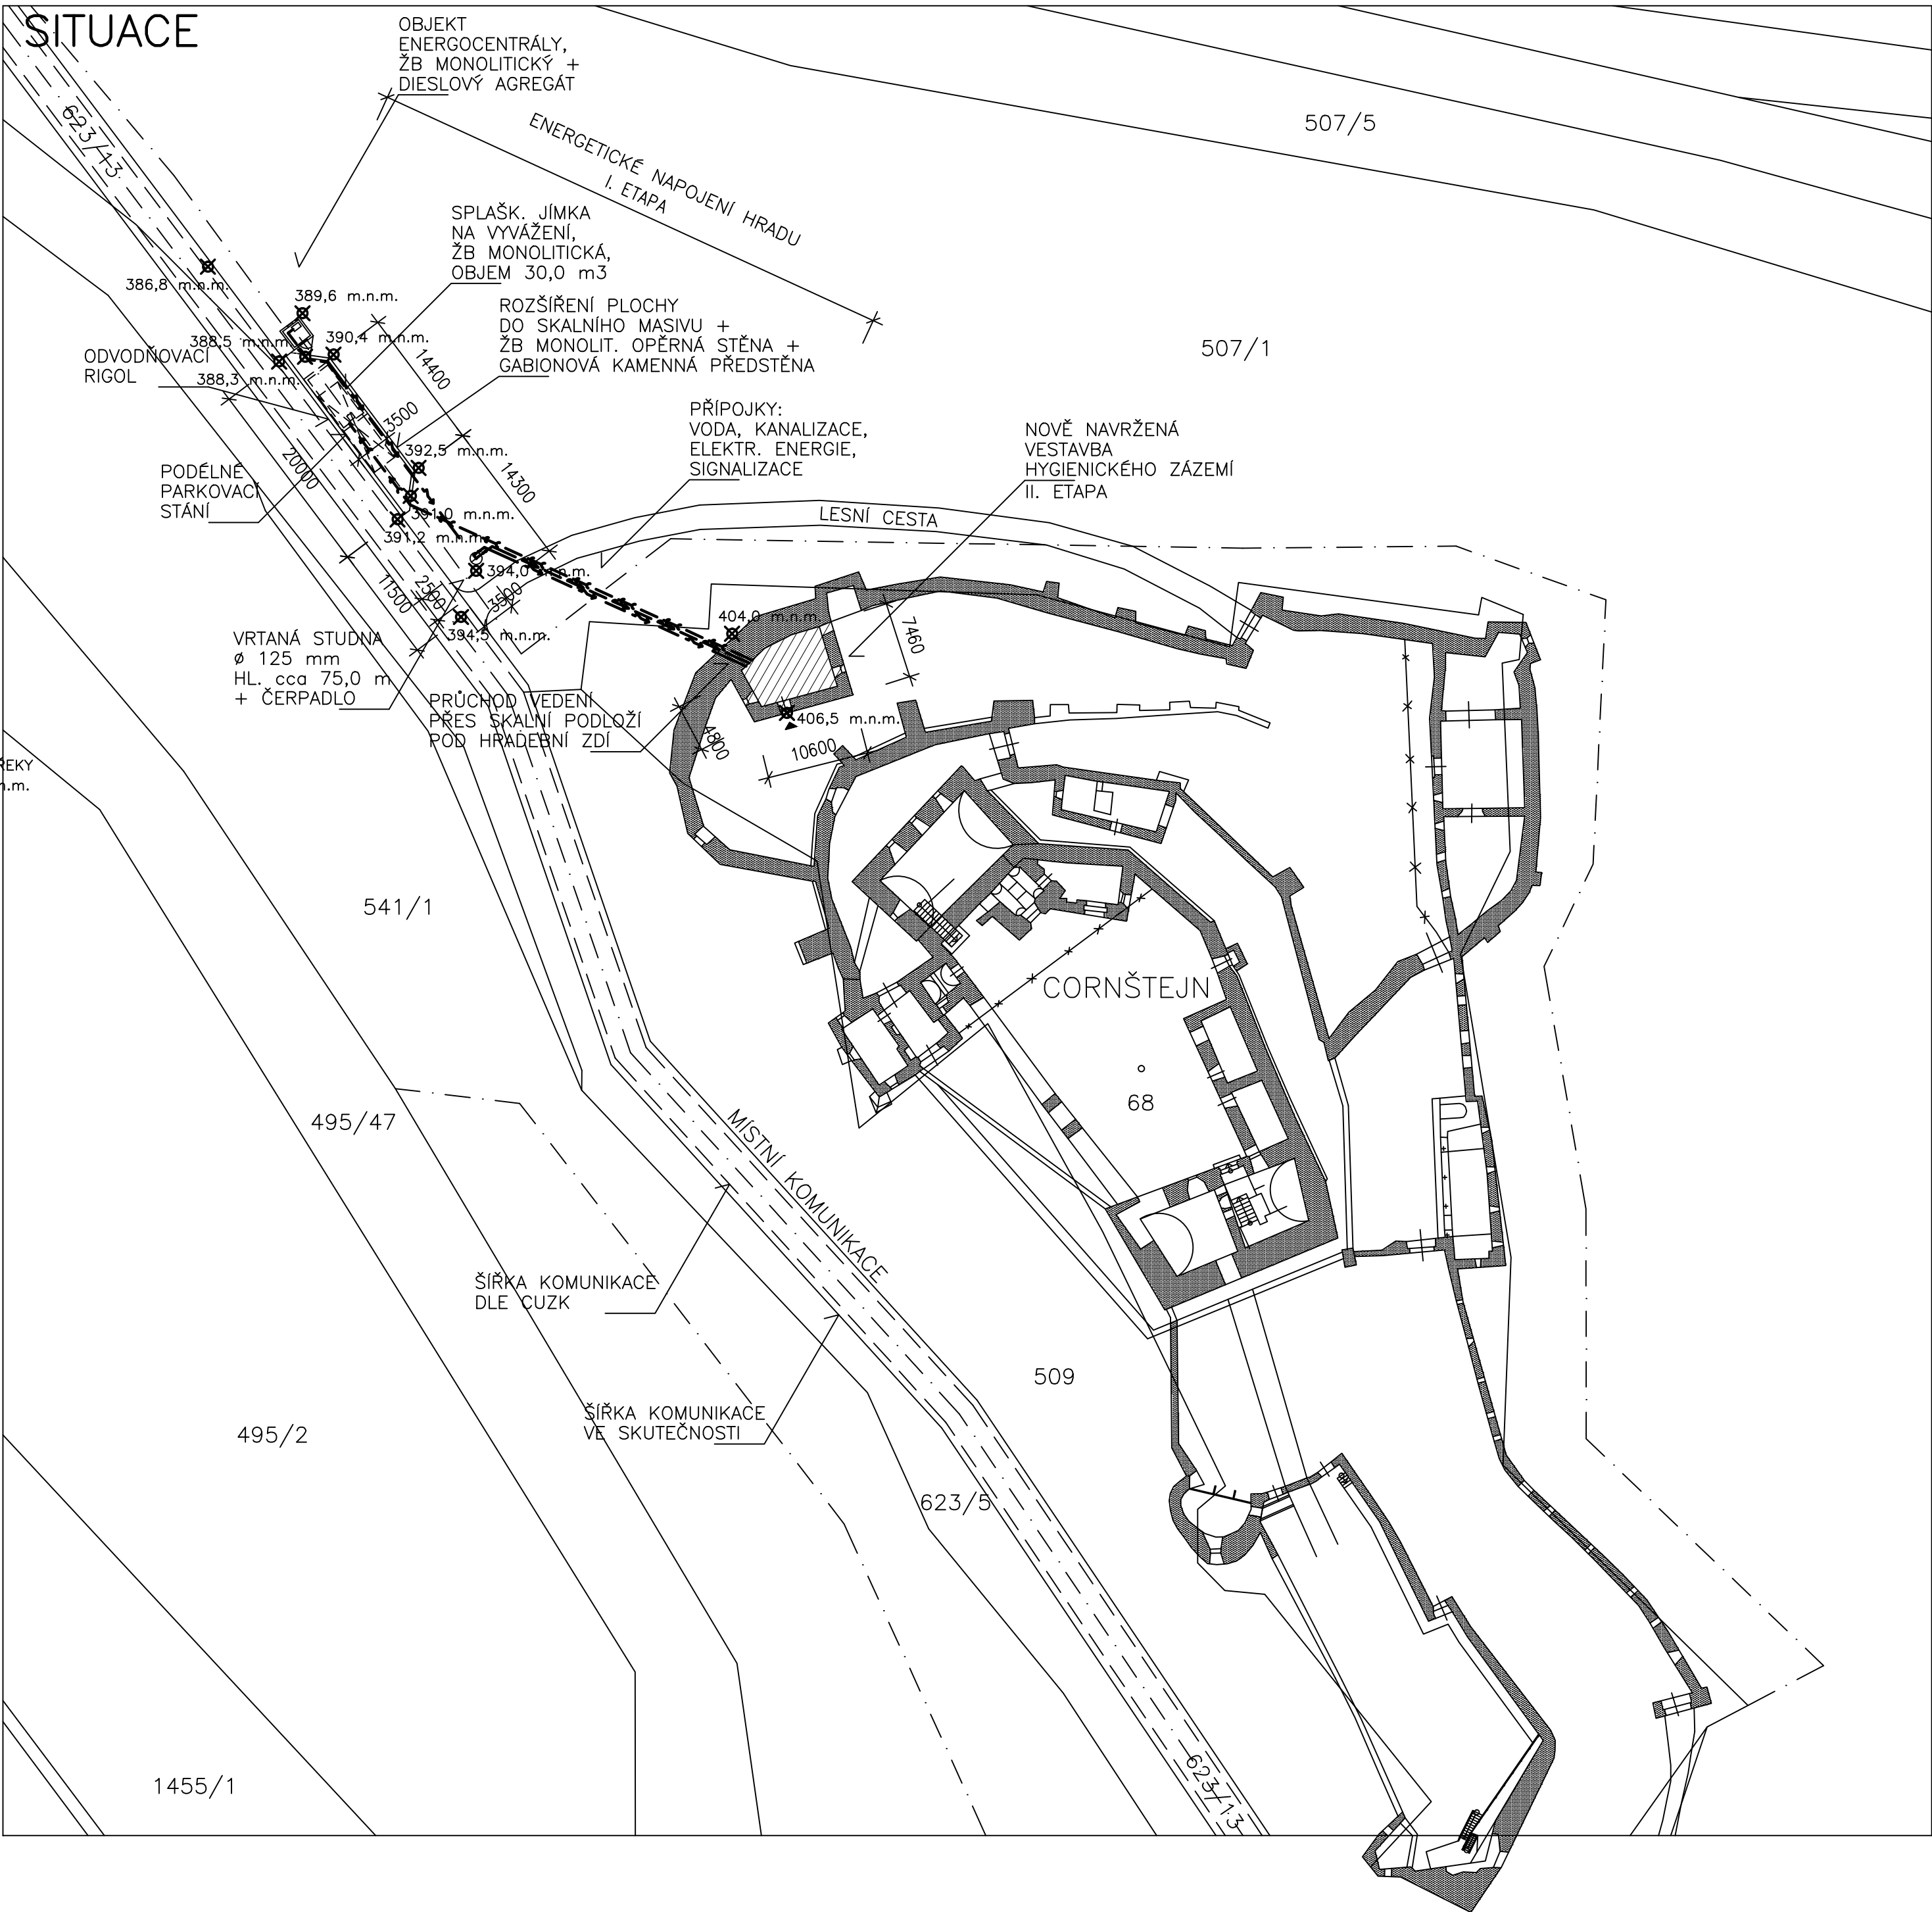 SITUACE
OBJEKT
ENERGOCENTRÁLY,
ŽB MONOLITICKÝ +
DIESLOVÝ AGREGÁT
623/13
ENERGETICKÉ NAPOJENÍ HRADU
I. ETAPA
507/5
SPLAŠK. JÍMKA
NA VYVÁŽENÍ,
ŽB MONOLITICKÁ,
OBJEM 30,0 m3
386,8 m.n.m.
389,6 m.n.m.
ROZŠÍŘENÍ PLOCHY
DO SKALNÍHO MASIVU +
ŽB MONOLIT. OPĚRNÁ STĚNA +
GABIONOVÁ KAMENNÁ PŘEDSTĚNA
388,5 m.n.m.
390,4 m.n.m.
507/1
ODVODŇOVACÍ
RIGOL
388,3 m.n.m.
14400
3500
PŘÍPOJKY:
VODA, KANALIZACE,
ELEKTR. ENERGIE,
SIGNALIZACE
NOVĚ NAVRŽENÁ
VESTAVBA
HYGIENICKÉHO ZÁZEMÍ
II. ETAPA
392,5 m.n.m.
20000
14300
PODÉLNÉ
PARKOVACÍ
STÁNÍ
391,0 m.n.m.
391,2 m.n.m.
LESNÍ CESTA
394,0 m.n.m.
11500
2500
3500
404,0 m.n.m.
394,5 m.n.m.
7460
VRTANÁ STUDNA
ø 125 mm
HL. cca 75,0 m
+ ČERPADLO
PRŮCHOD VEDENÍ
PŘES SKALNÍ PODLOŽÍ
POD HRADEBNÍ ZDÍ
406,5 m.n.m.
4800
10600
ŘEKY
n.m.
541/1
CORNŠTEJN
68
495/47
MÍSTNÍ KOMUNIKACE
ŠÍŘKA KOMUNIKACE
DLE CUZK
509
ŠÍŘKA KOMUNIKACE
VE SKUTEČNOSTI
495/2
623/5
1455/1
623/13